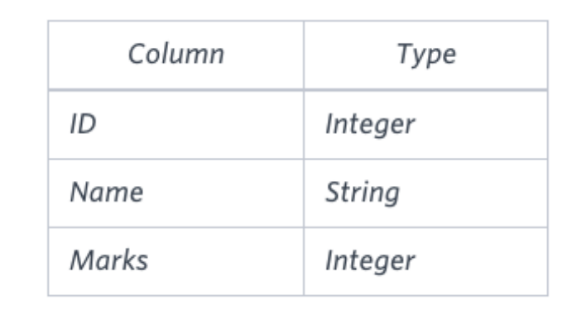 Column Type
ID Integer
Name String
Marks Integer